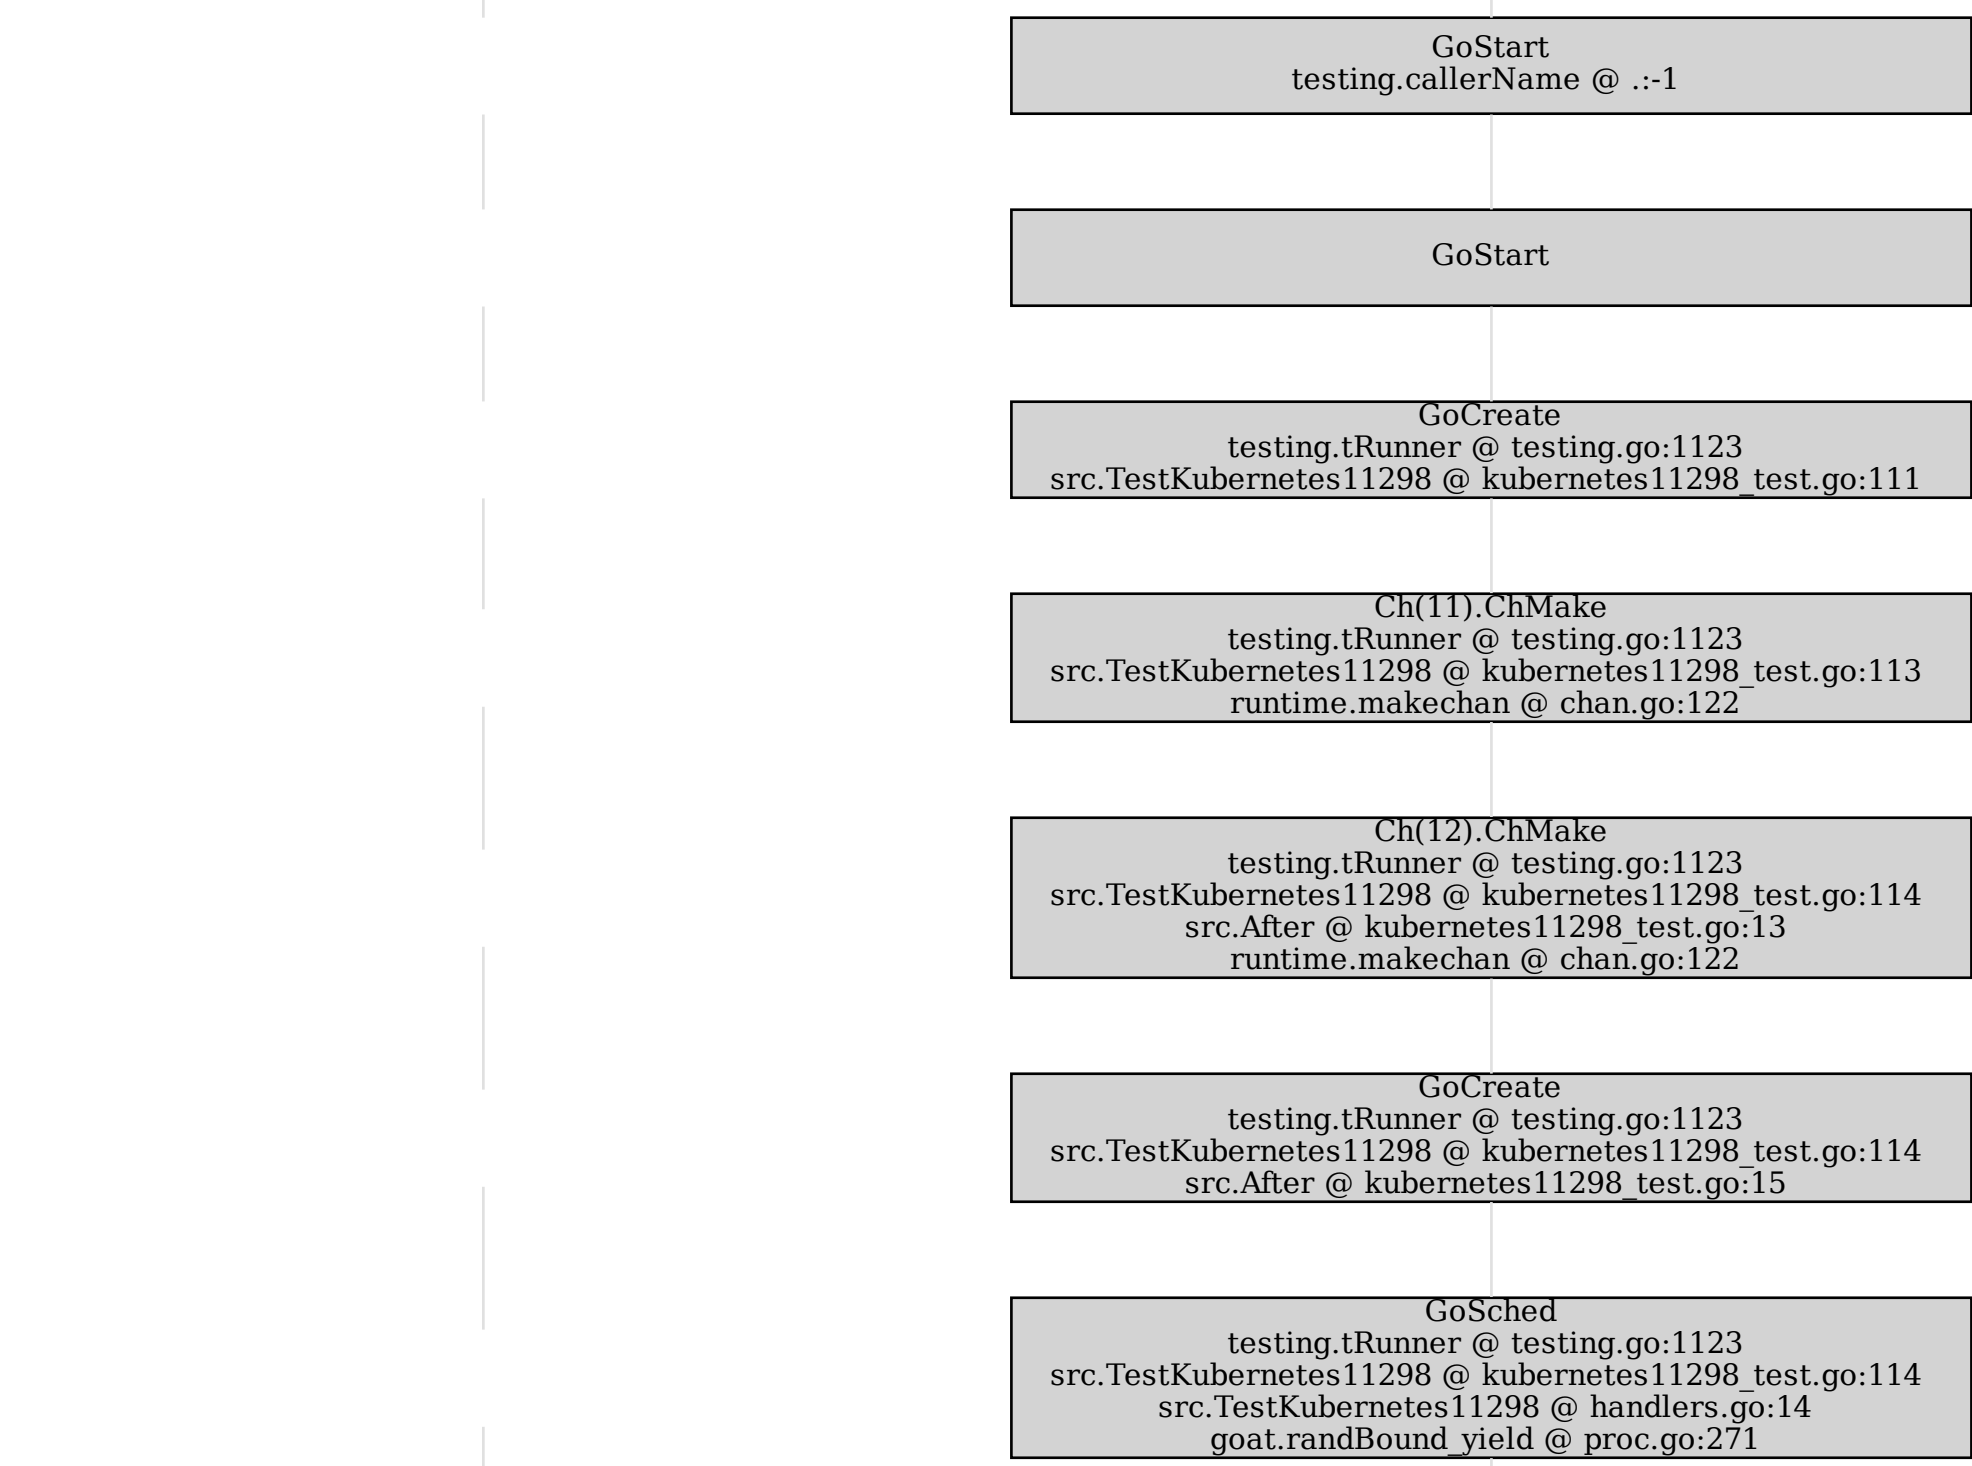 GoStart
testing.callerName @ .:-1
GoStart
GoCreate
testing.tRunner @ testing.go:1123
src.TestKubernetes11298 @ kubernetes11298_test.go:111
Ch(11).ChMake
testing.tRunner @ testing.go:1123
src.TestKubernetes11298 @ kubernetes11298_test.go:113
runtime.makechan @ chan.go:122
Ch(12).ChMake
testing.tRunner @ testing.go:1123
src.TestKubernetes11298 @ kubernetes11298_test.go:114
src.After @ kubernetes11298_test.go:13
runtime.makechan @ chan.go:122
GoCreate
testing.tRunner @ testing.go:1123
src.TestKubernetes11298 @ kubernetes11298_test.go:114
src.After @ kubernetes11298_test.go:15
GoSched
testing.tRunner @ testing.go:1123
src.TestKubernetes11298 @ kubernetes11298_test.go:114
src.TestKubernetes11298 @ handlers.go:14
goat.randBound_yield @ proc.go:271